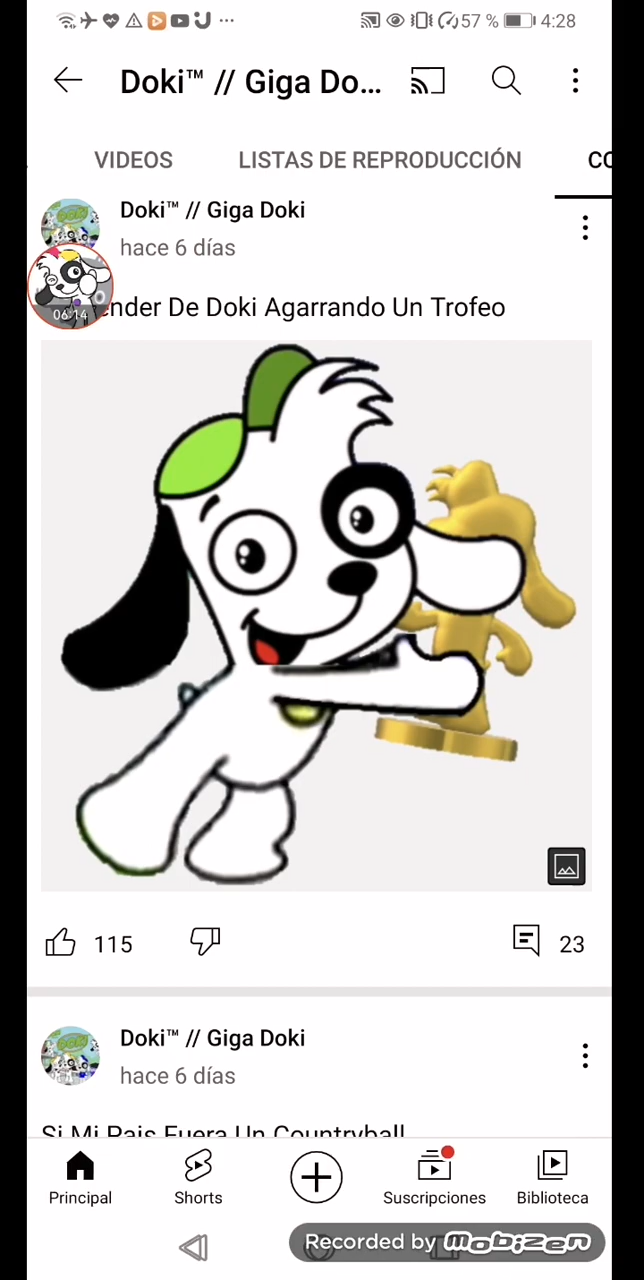 57 % 4:28
Doki™ // Giga Do...
VIDEOS LISTAS DE REPRODUCCIÓN CO
Doki™ // Giga Doki
hace 6 días
06:14
ender De Doki Agarrando Un Trofeo
115 23
Doki™ // Giga Doki
hace 6 días
Si Mi Pais Fuera Un Countryball
Principal Shorts Suscripciones Biblioteca
Recorded by mobizen